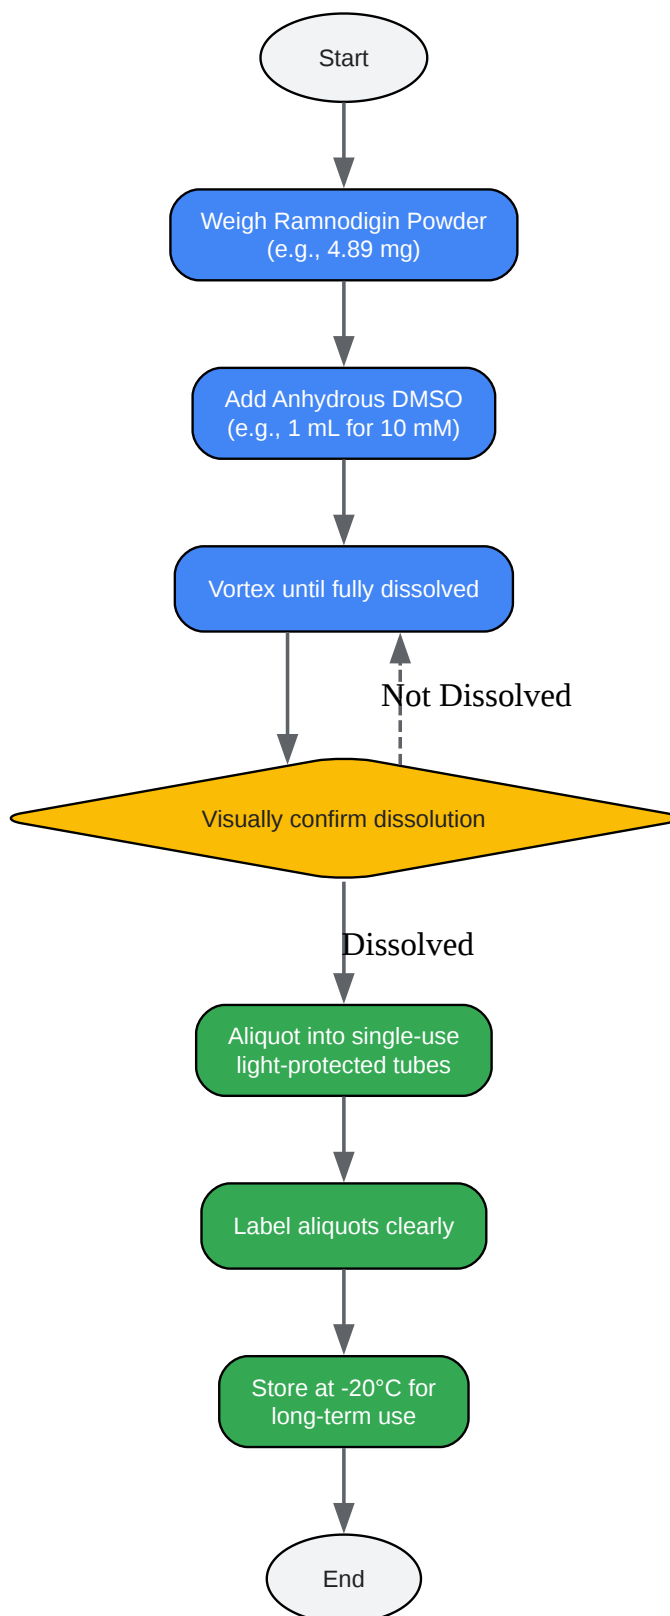 Start
Weigh Ramnodigin Powder
(e.g., 4.89 mg)
Add Anhydrous DMSO
(e.g., 1 mL for 10 mM)
Vortex until fully dissolved
Not Dissolved
Visually confirm dissolution
Dissolved
Aliquot into single-use
light-protected tubes
Label aliquots clearly
Store at -20°C for
long-term use
End